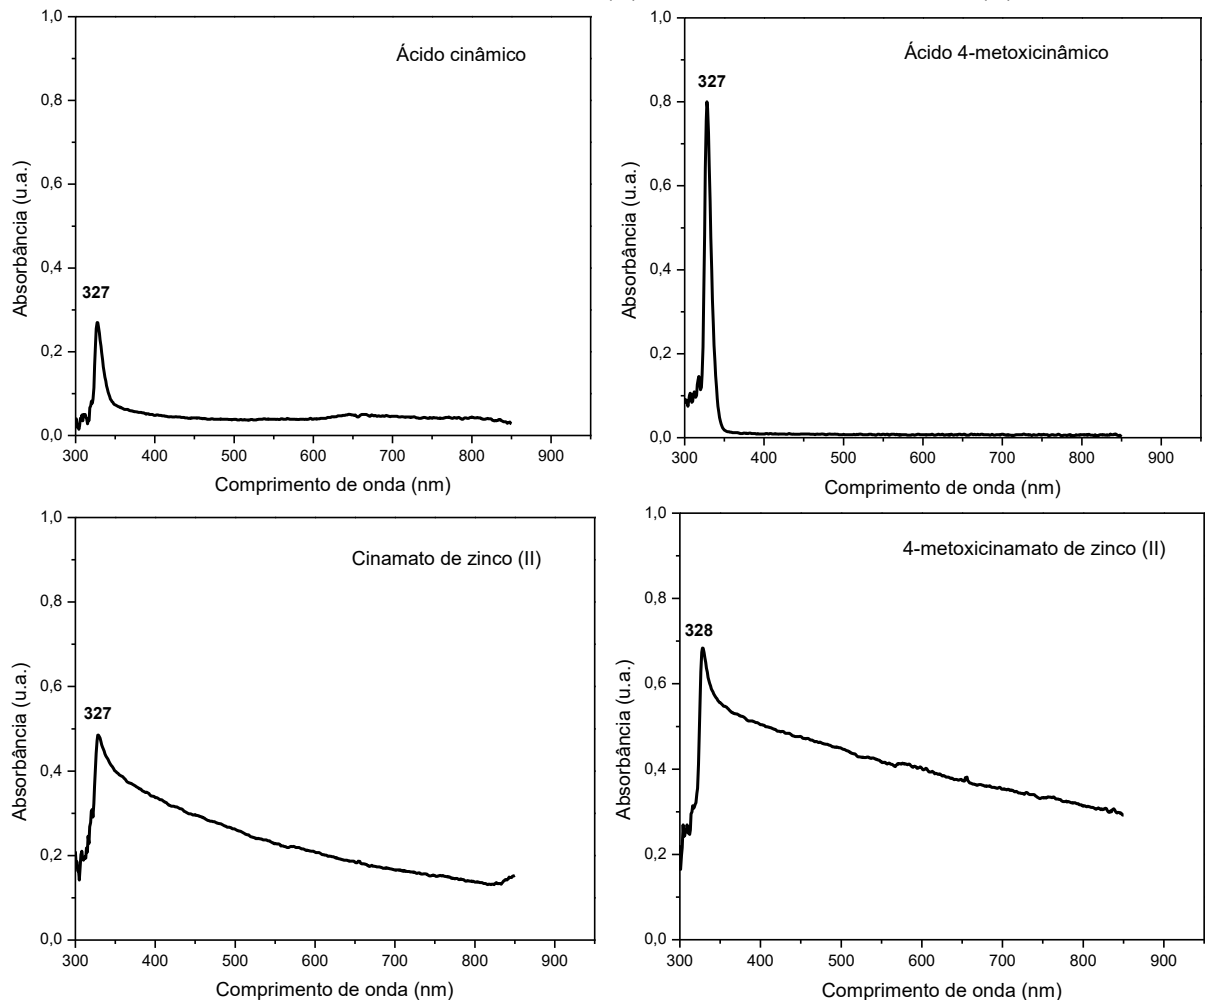 1,0
0,8
0,6
0,4
0,2
0,0
Absorbância (u.a.)
Ácido cinâmico
327
300 400 500 600 700 800 900
Comprimento de onda (nm)
1,0
0,8
0,6
0,4
0,2
0,0
Absorbância (u.a.)
Ácido 4-metoxicinâmico
327
300 400 500 600 700 800 900
Comprimento de onda (nm)
1,0
0,8
0,6
0,4
0,2
0,0
Absorbância (u.a.)
Cinamato de zinco (II)
327
300 400 500 600 700 800 900
Comprimento de onda (nm)
1,0
0,8
0,6
0,4
0,2
0,0
Absorbância (u.a.)
4-metoxicinamato de zinco (II)
328
300 400 500 600 700 800 900
Comprimento de onda (nm)